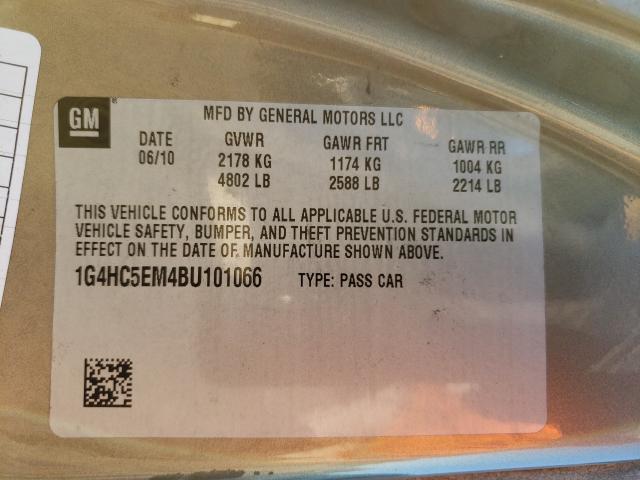 GM ®
MFD BY GENERAL MOTORS LLC
DATE GVWR GAWR FRT GAWR RR
06/10 2178 KG 1174 KG 1004 KG
4802 LB 2588 LB 2214 LB
THIS VEHICLE CONFORMS TO ALL APPLICABLE U.S. FEDERAL MOTOR
VEHICLE SAFETY, BUMPER, AND THEFT PREVENTION STANDARDS IN
EFFECT ON THE DATE OF MANUFACTURE SHOWN ABOVE.
1G4HC5EM4BU101066 TYPE: PASS CAR